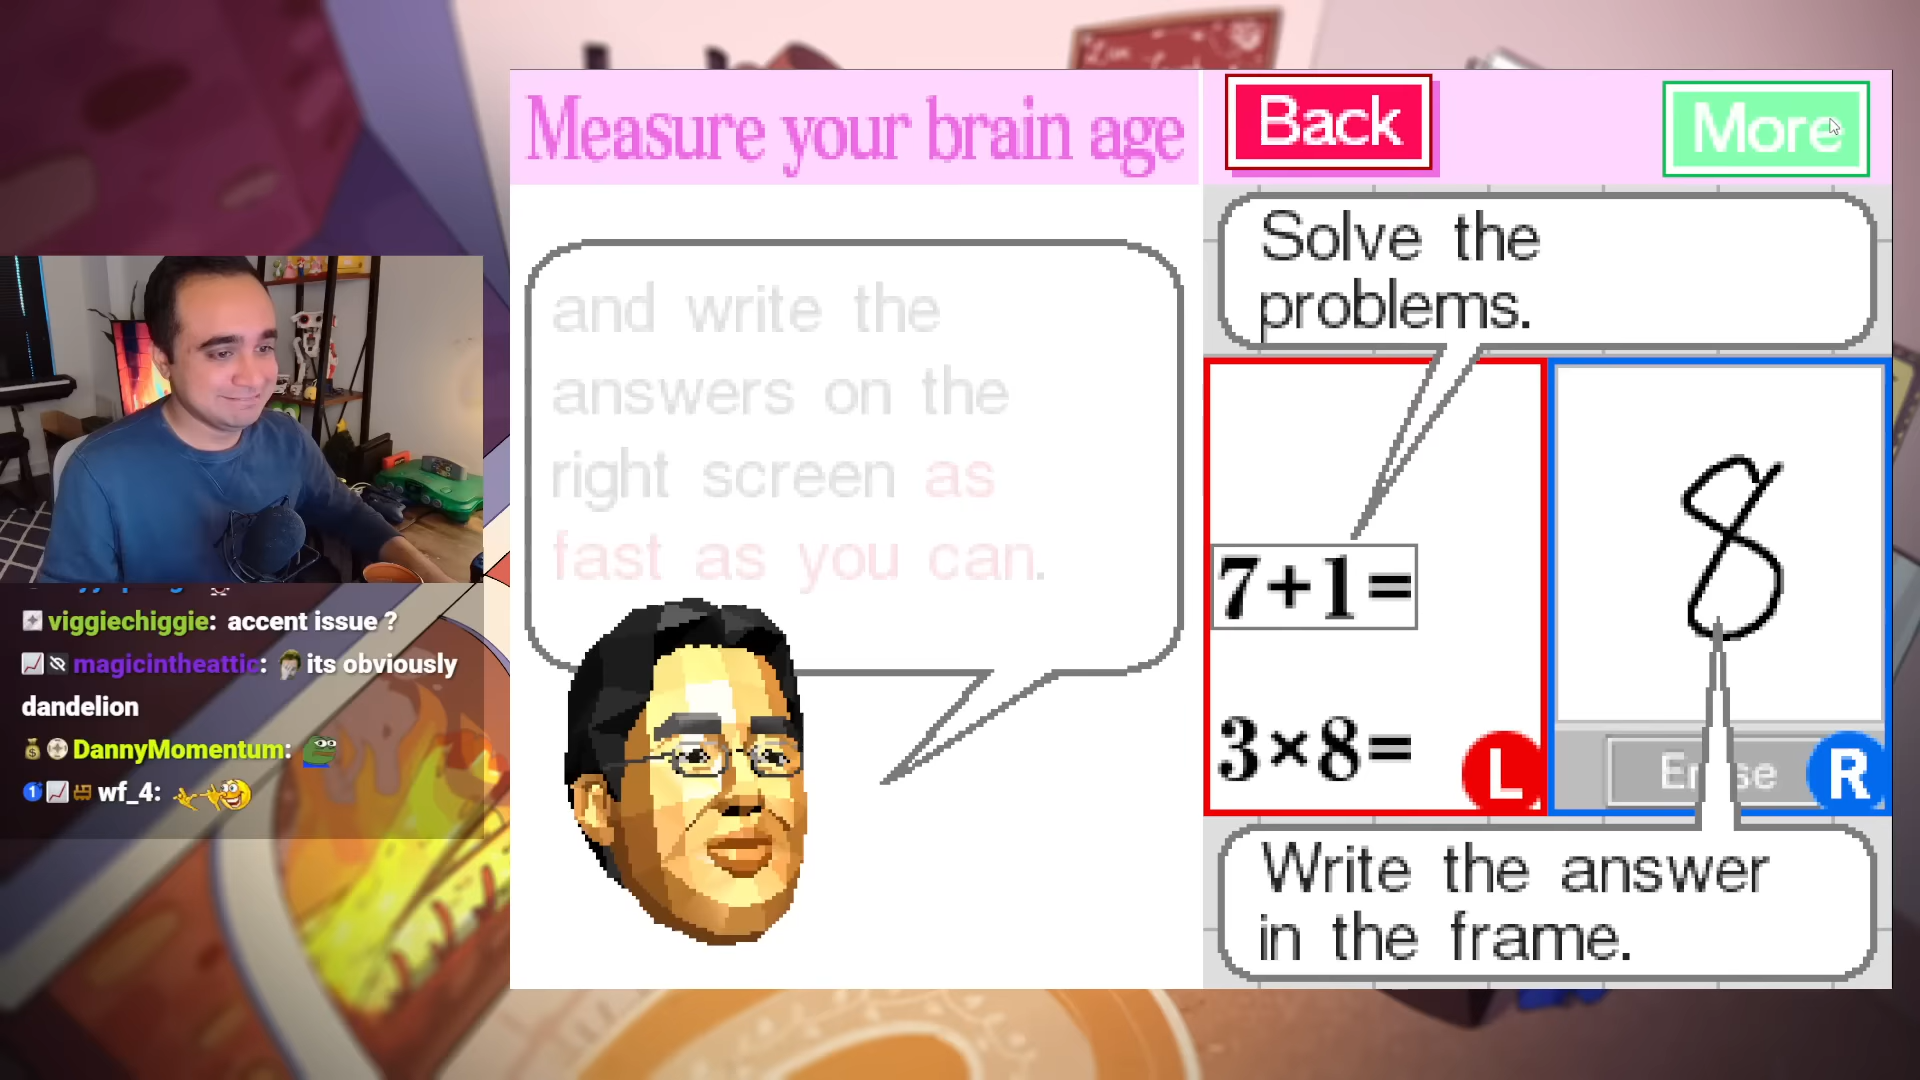 Measure your brain age
Back
More
and write the
answers on the
right screen as
fast as you can.
Solve the
problems.
7+1=
3×8=
L
8
R
Write the answer
in the frame.
viggiechiggie: accent issue ?
magicintheattic: its obviously
dandelion
DannyMomentum:
wf_4: